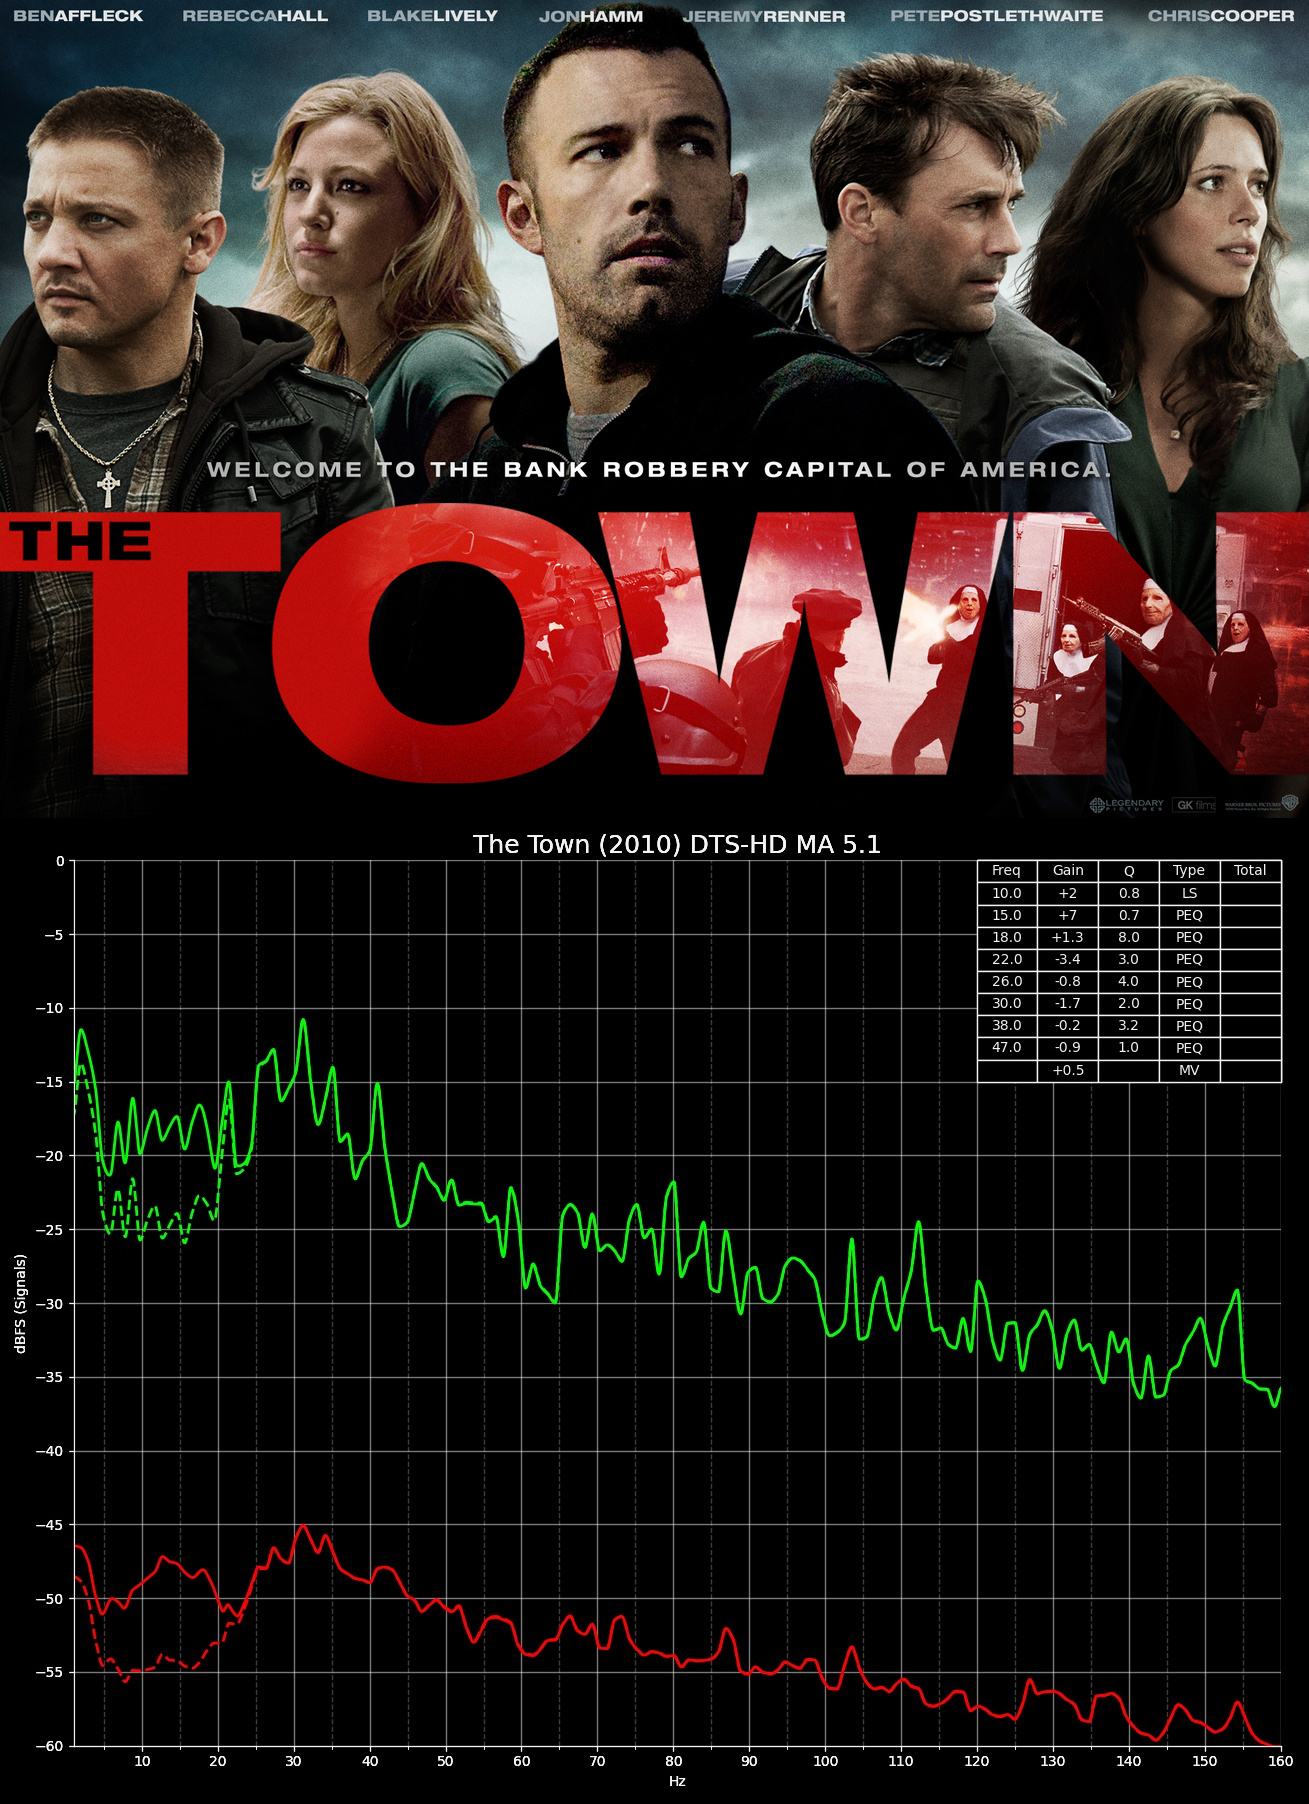 BENAFFLECK REBECCAHALL BLAKELIVELY JONHAMM JEREMYRENNER PETEPOSTLETHWAITE CHRISCOOPER
WELCOME TO THE BANK ROBBERY CAPITAL OF AMERICA.
THE
TOWN
LEGENDARY
PICTURES
GK films
WARNER BROS. PICTURES
The Town (2010) DTS-HD MA 5.1
Freq Gain Q Type Total
10.0 +2 0.8 LS
15.0 +7 0.7 PEQ
18.0 +1.3 8.0 PEQ
22.0 -3.4 3.0 PEQ
26.0 -0.8 4.0 PEQ
30.0 -1.7 2.0 PEQ
38.0 -0.2 3.2 PEQ
47.0 -0.9 1.0 PEQ
+0.5 MV
0
−5
−10
−15
−20
−25
−30
−35
−40
−45
−50
−55
−60
dBFS (Signals)
10 20 30 40 50 60 70 80 90 100 110 120 130 140 150 160
Hz